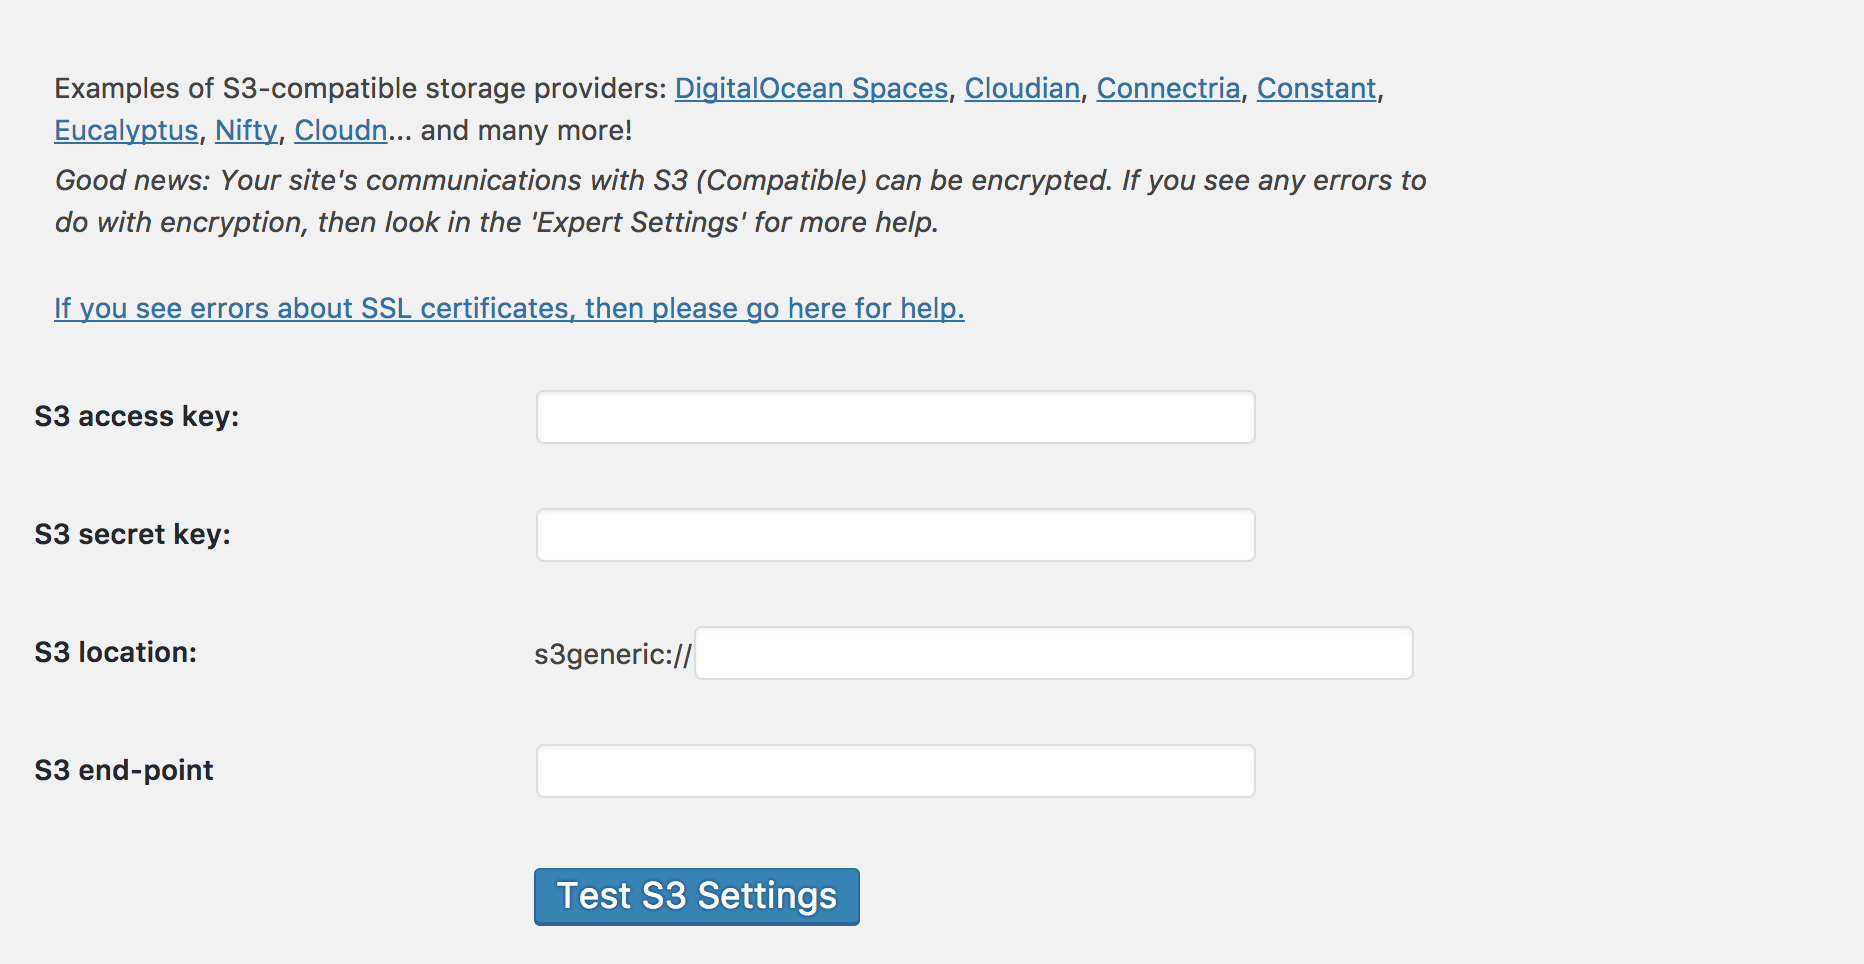 Examples of S3-compatible storage providers: DigitalOcean Spaces, Cloudian, Connectria, Constant,
Eucalyptus, Nifty, Cloudn... and many more!
Good news: Your site's communications with S3 (Compatible) can be encrypted. If you see any errors to
do with encryption, then look in the 'Expert Settings' for more help.
If you see errors about SSL certificates, then please go here for help.
S3 access key:
S3 secret key:
S3 location: s3generic://
S3 end-point
Test S3 Settings